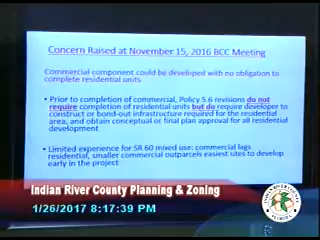 Concern Raised at November 15, 2016 BCC Meeting
Commercial component could be developed with no obligation to
complete residential units
• Prior to completion of commercial, Policy 5.6 revisions do not
require completion of residential units but do require developer to
construct or bond-out infrastructure required for the residential
area, and obtain conceptual or final plan approval for all residential
development
• Limited experience for SR 60 mixed use: commercial lags
residential, smaller commercial outparcels easiest sites to develop
early in the project
Indian River County Planning & Zoning
1/26/2017 8:17:39 PM
INDIAN RIVER COUNTY
FLORIDA